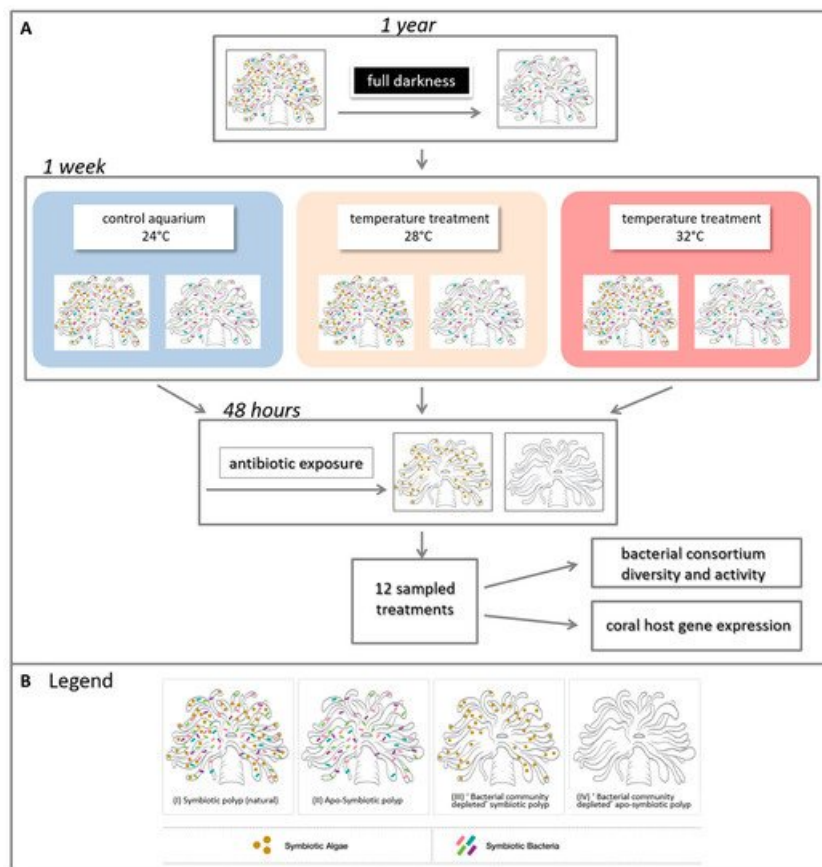 A
1 year
full darkness
1 week
control aquarium
24°C
temperature treatment
28°C
temperature treatment
32°C
48 hours
antibiotic exposure
12 sampled
treatments
bacterial consortium
diversity and activity
coral host gene expression
B Legend
(I) Symbiotic polyp (natural)
(II) Apo-Symbiotic polyp
(III) ' Bacterial community
depleted' symbiotic polyp
(IV) ' Bacterial community
depleted' apo-symbiotic polyp
Symbiotic Algae
Symbiotic Bacteria